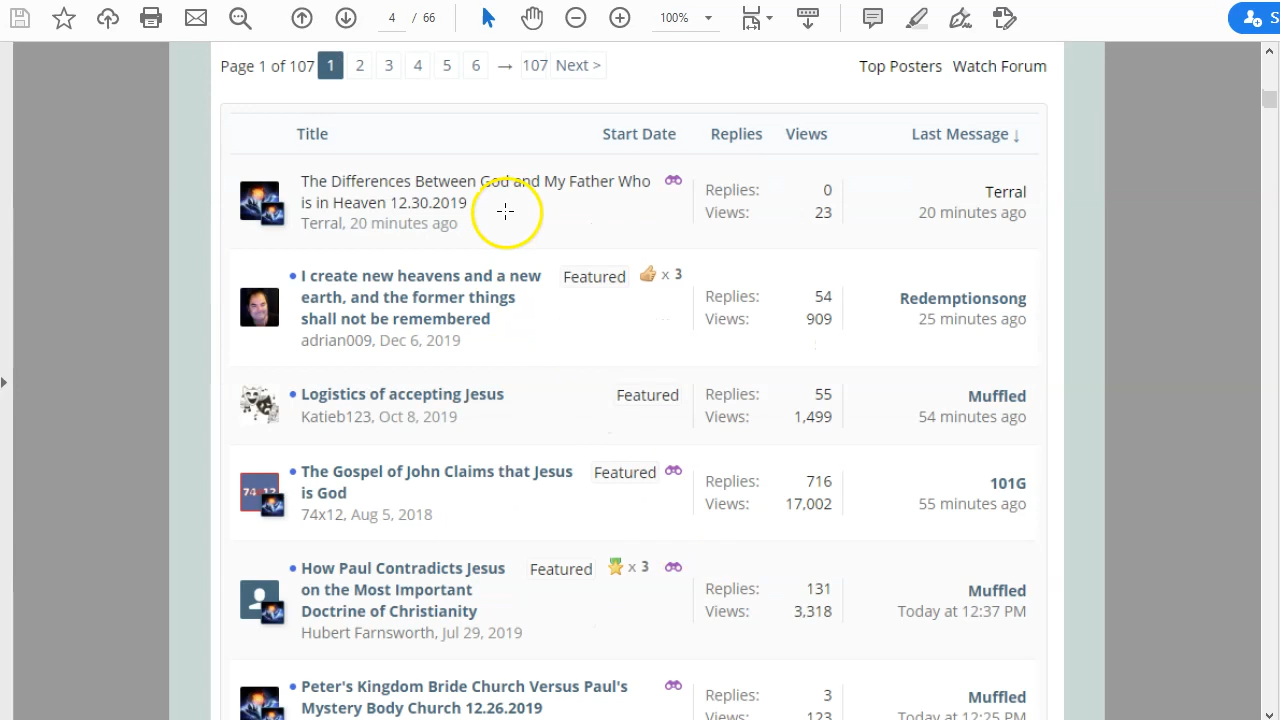 4 / 66
100%
S
Page 1 of 107 1 2 3 4 5 6 → 107 Next >
Top Posters Watch Forum
Title Start Date Replies Views Last Message ↓
The Differences Between God and My Father Who
is in Heaven 12.30.2019
Terral, 20 minutes ago
Replies: 0
Views: 23
Terral
20 minutes ago
I create new heavens and a new
earth, and the former things
shall not be remembered
adrian009, Dec 6, 2019
Featured
x 3
Replies: 54
Views: 909
Redemptionsong
25 minutes ago
Logistics of accepting Jesus
Katieb123, Oct 8, 2019
Featured
Replies: 55
Views: 1,499
Muffled
54 minutes ago
74x12
The Gospel of John Claims that Jesus
is God
74x12, Aug 5, 2018
Featured
Replies: 716
Views: 17,002
101G
55 minutes ago
How Paul Contradicts Jesus
on the Most Important
Doctrine of Christianity
Hubert Farnsworth, Jul 29, 2019
Featured
x 3
Replies: 131
Views: 3,318
Muffled
Today at 12:37 PM
Peter's Kingdom Bride Church Versus Paul's
Mystery Body Church 12.26.2019
Replies: 3
Views: 123
Muffled
Today at 12:25 PM